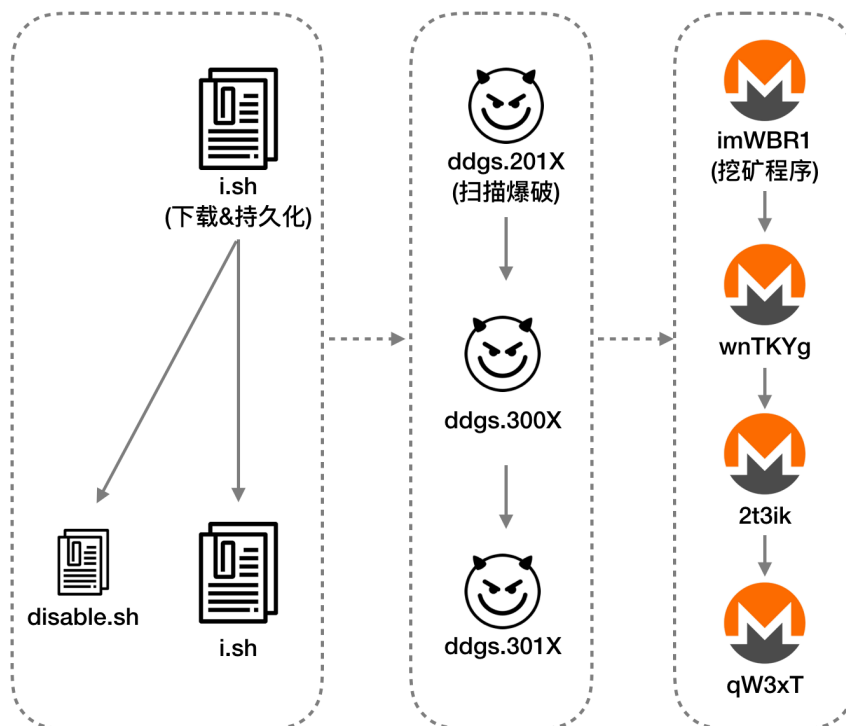 i.sh
(下载&持久化)
disable.sh
i.sh
ddgs.201X
(扫描爆破)
ddgs.300X
ddgs.301X
imWBR1
(挖矿程序)
wnTKYg
2t3ik
qW3xT